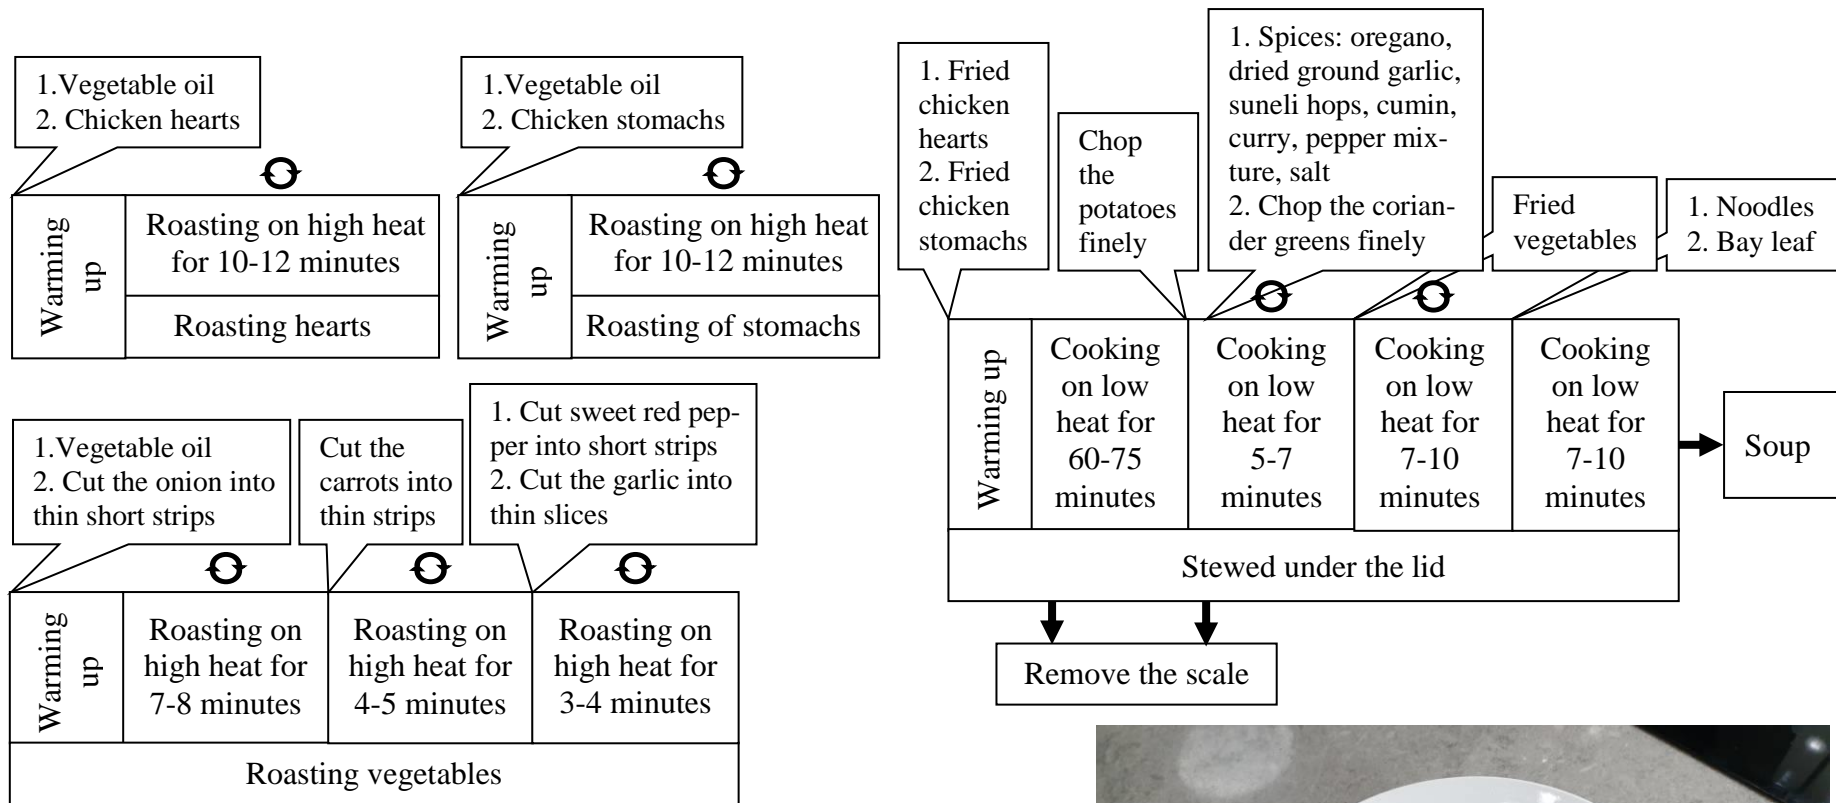 1.Vegetable oil
2. Chicken hearts
Warming
up
Roasting on high heat
for 10-12 minutes
Roasting hearts
1.Vegetable oil
2. Chicken stomachs
Warming
up
Roasting on high heat
for 10-12 minutes
Roasting of stomachs
1.Vegetable oil
2. Cut the onion into
thin short strips
Cut the
carrots into
thin strips
1. Cut sweet red pep-
per into short strips
2. Cut the garlic into
thin slices
Warming
up
Roasting on
high heat for
7-8 minutes
Roasting on
high heat for
4-5 minutes
Roasting on
high heat for
3-4 minutes
Roasting vegetables
1. Fried
chicken
hearts
2. Fried
chicken
stomachs
Chop
the
potatoes
finely
1. Spices: oregano,
dried ground garlic,
suneli hops, cumin,
curry, pepper mix-
ture, salt
2. Chop the corian-
der greens finely
Fried
vegetables
1. Noodles
2. Bay leaf
Warming up
Cooking
on low
heat for
60-75
minutes
Cooking
on low
heat for
5-7
minutes
Cooking
on low
heat for
7-10
minutes
Cooking
on low
heat for
7-10
minutes
Stewed under the lid
Soup
Remove the scale